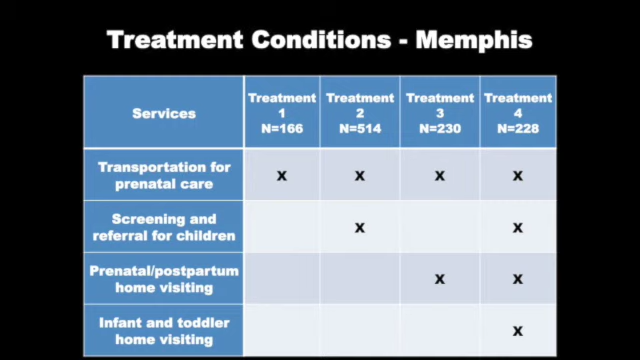 Treatment Conditions - Memphis
Services
Treatment
1
N=166
Treatment
2
N=514
Treatment
3
N=230
Treatment
4
N=228
Transportation for
prenatal care
x x x x
Screening and
referral for children
x x
Prenatal/postpartum
home visiting
x x
Infant and toddler
home visiting
x